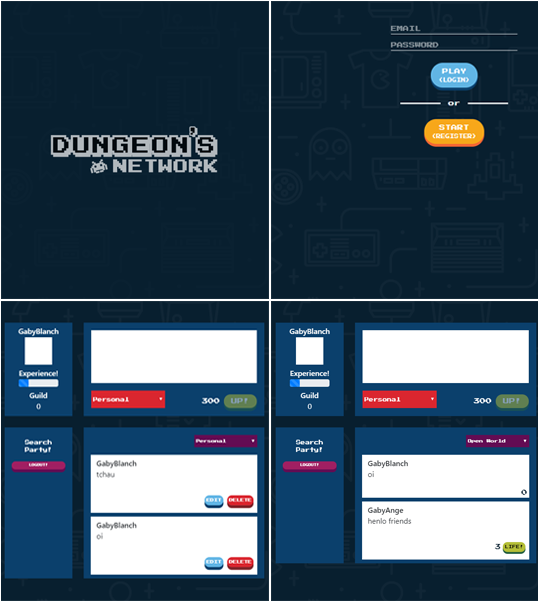 DUNGEON'S
NETWORK
EMAIL
PASSWORD
PLAY
(LOGIN)
or
START
(REGISTER)
GabyBlanch
Experience!
Guild
0
Personal
300 UP!
Search
Party!
LOGOUT!
Personal
GabyBlanch
tchau
EDIT DELETE
GabyBlanch
oi
EDIT DELETE
GabyBlanch
Experience!
Guild
0
Personal
300 UP!
Search
Party!
LOGOUT!
Open World
GabyBlanch
oi
0
GabyAnge
henlo friends
3 LIFE!